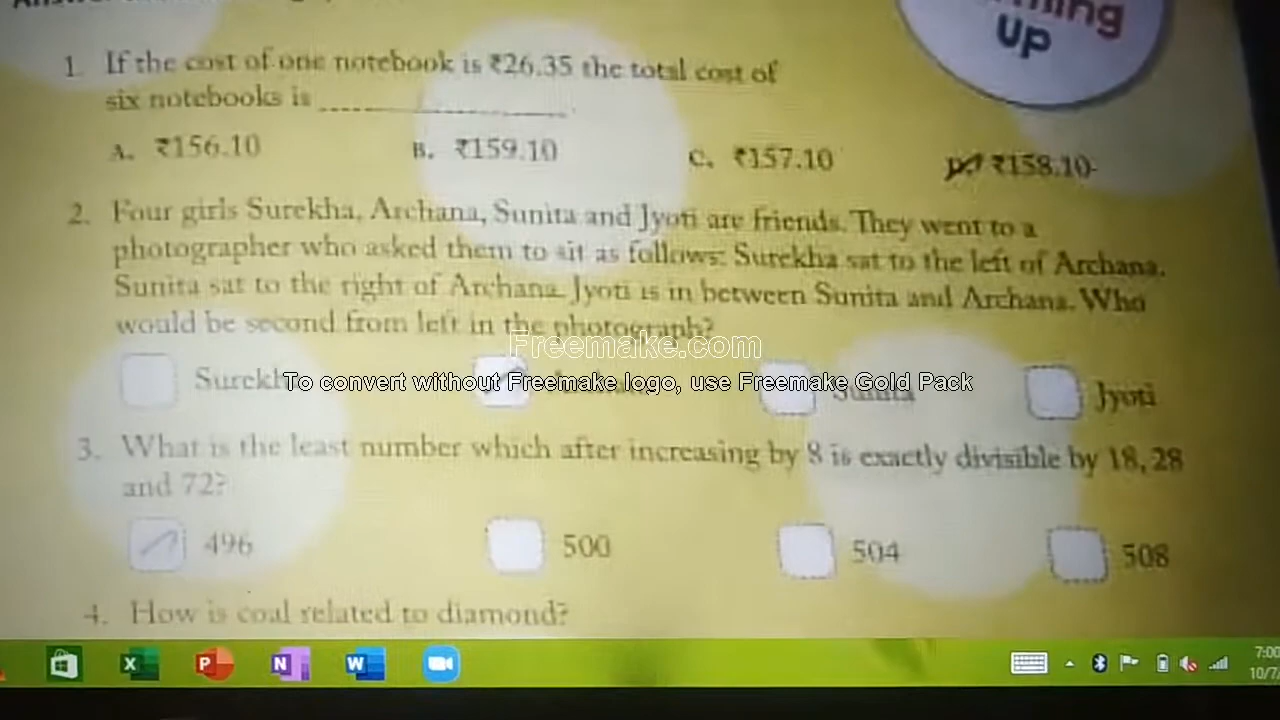 Up
1. If the cost of one notebook is ₹26.35 the total cost of
six notebooks is ____________.
A. ₹156.10 B. ₹159.10 C. ₹157.10 D. ₹158.10
2. Four girls Surekha, Archana, Sunita and Jyoti are friends. They went to a
photographer who asked them to sit as follows: Surekha sat to the left of Archana.
Sunita sat to the right of Archana. Jyoti is in between Sunita and Archana. Who
would be second from left in the photograph?
Freemake.com
To convert without Freemake logo, use Freemake Gold Pack
Sunita Jyoti
3. What is the least number which after increasing by 8 is exactly divisible by 18, 28
and 72?
496 500 504 508
4. How is coal related to diamond?
7:00
10/7/